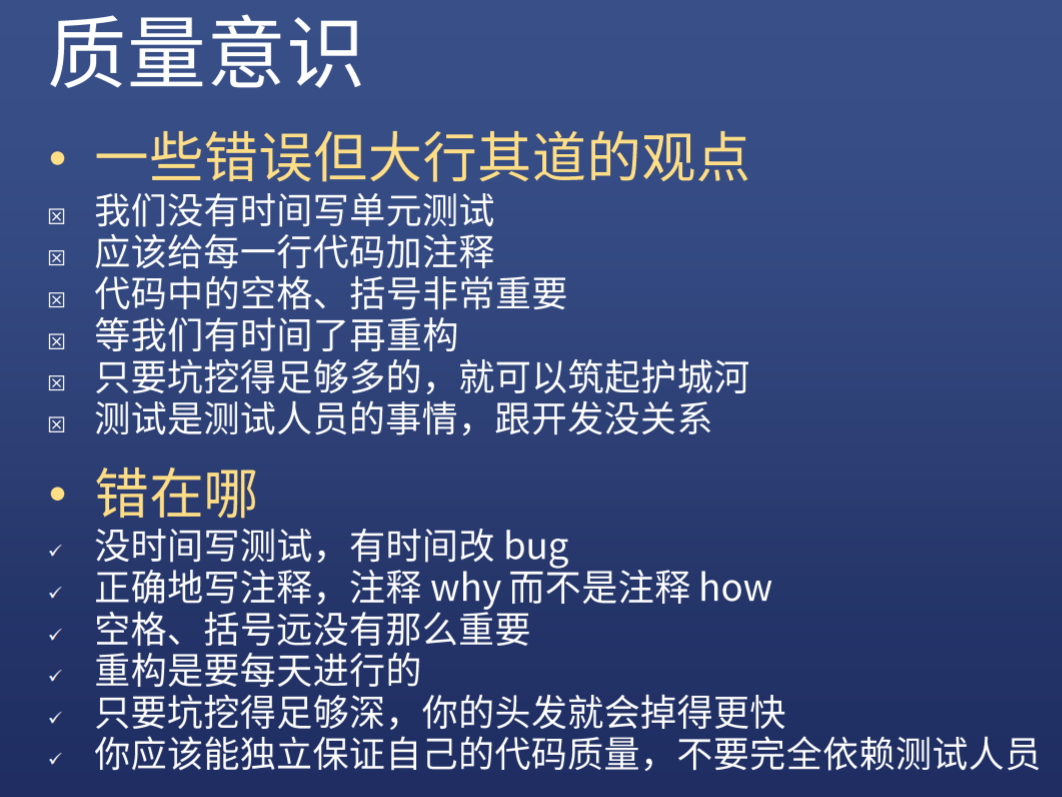 质量意识
• 一些错误但大行其道的观点
☒ 我们没有时间写单元测试
☒ 应该给每一行代码加注释
☒ 代码中的空格、括号非常重要
☒ 等我们有时间了再重构
☒ 只要坑挖得足够多的，就可以筑起护城河
☒ 测试是测试人员的事情，跟开发没关系
• 错在哪
✓ 没时间写测试，有时间改 bug
✓ 正确地写注释，注释 why 而不是注释 how
✓ 空格、括号远没有那么重要
✓ 重构是要每天进行的
✓ 只要坑挖得足够深，你的头发就会掉得更快
✓ 你应该能独立保证自己的代码质量，不要完全依赖测试人员